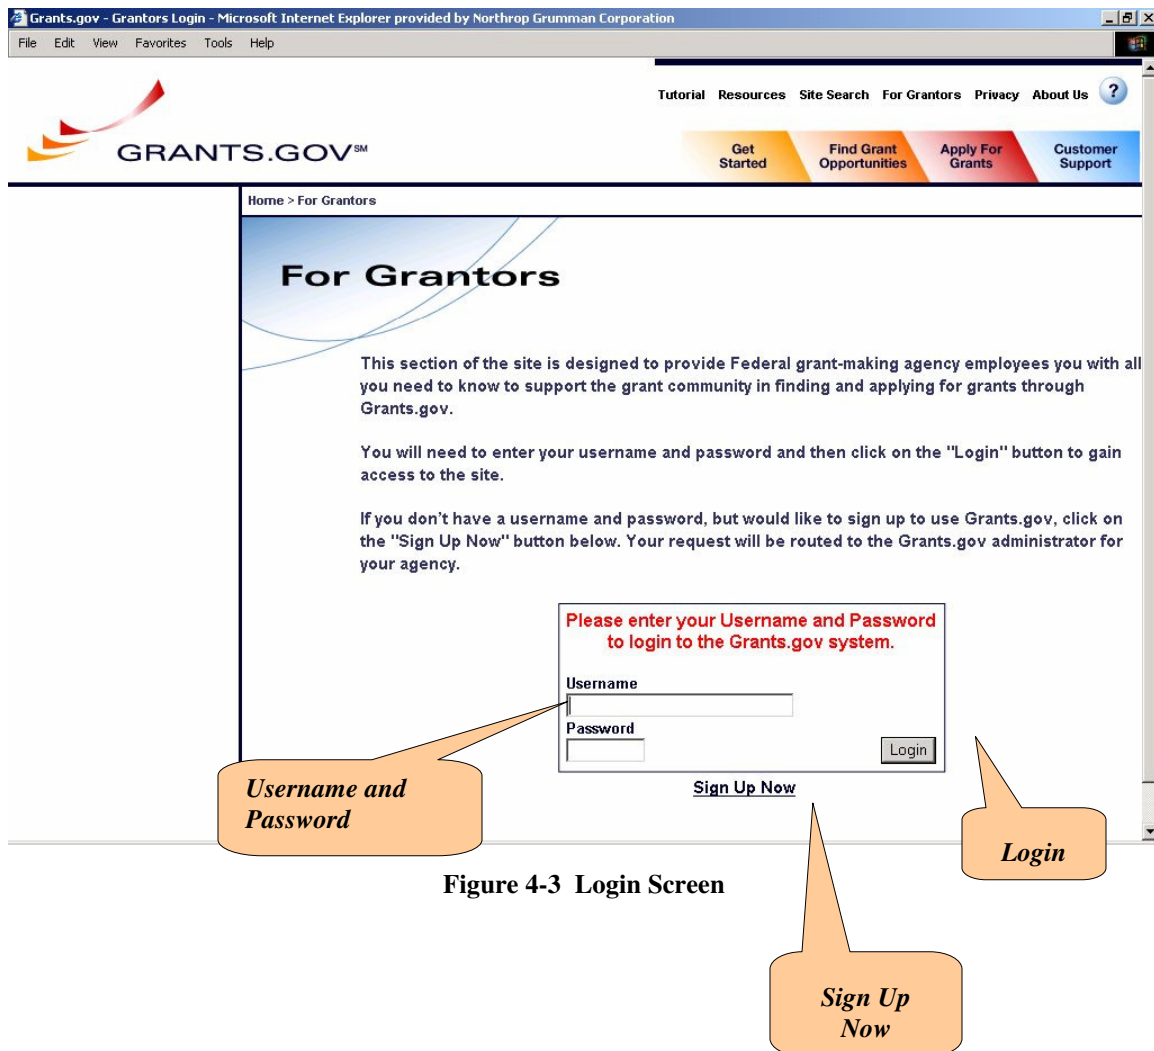 Grants.gov - Grantors Login - Microsoft Internet Explorer provided by Northrop Grumman Corporation
File Edit View Favorites Tools Help
Tutorial Resources Site Search For Grantors Privacy About Us ?
GRANTS.GOV℠
Get Started
Find Grant Opportunities
Apply For Grants
Customer Support
Home > For Grantors
For Grantors
This section of the site is designed to provide Federal grant-making agency employees you with all
you need to know to support the grant community in finding and applying for grants through
Grants.gov.
You will need to enter your username and password and then click on the "Login" button to gain
access to the site.
If you don't have a username and password, but would like to sign up to use Grants.gov, click on
the "Sign Up Now" button below. Your request will be routed to the Grants.gov administrator for
your agency.
Please enter your Username and Password
to login to the Grants.gov system.
Username
Password
Login
Sign Up Now
Username and
Password
Login
Figure 4-3 Login Screen
Sign Up
Now